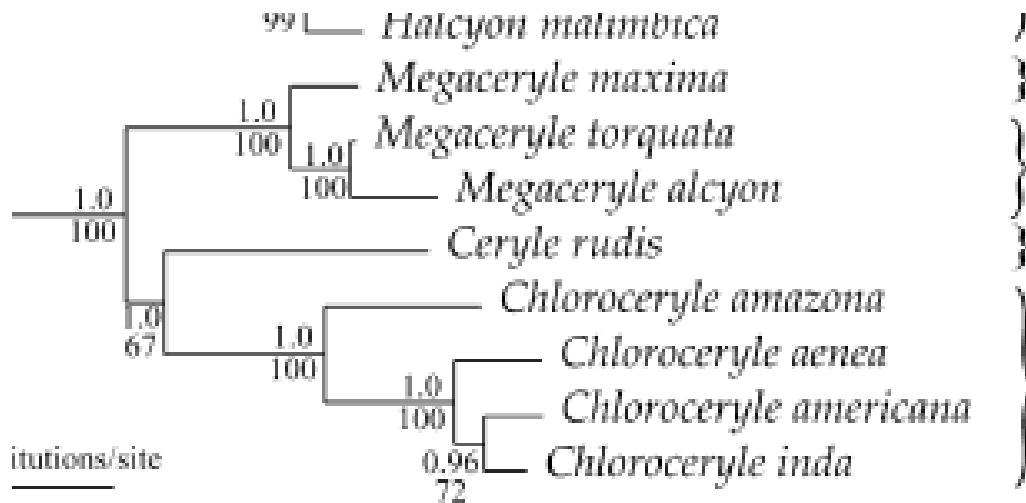 99 Halcyon malimbica
Megaceryle maxima
1.0
100
Megaceryle torquata
1.0
100
Megaceryle alcyon
1.0
100
Ceryle rudis
1.0
67
Chloroceryle amazona
1.0
100
Chloroceryle aenea
1.0
100
Chloroceryle americana
0.96
72
Chloroceryle inda
itutions/site